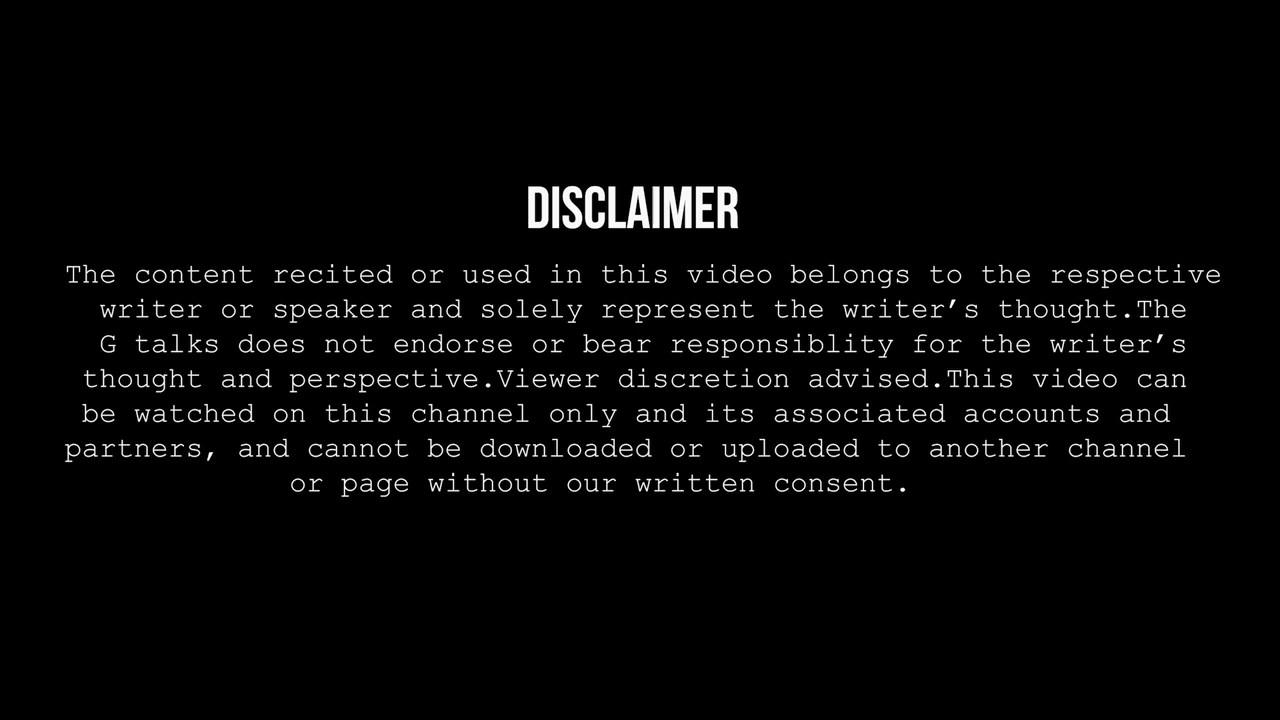 DISCLAIMER
The content recited or used in this video belongs to the respective
writer or speaker and solely represent the writer’s thought.The
G talks does not endorse or bear responsiblity for the writer’s
thought and perspective.Viewer discretion advised.This video can
be watched on this channel only and its associated accounts and
partners, and cannot be downloaded or uploaded to another channel
or page without our written consent.